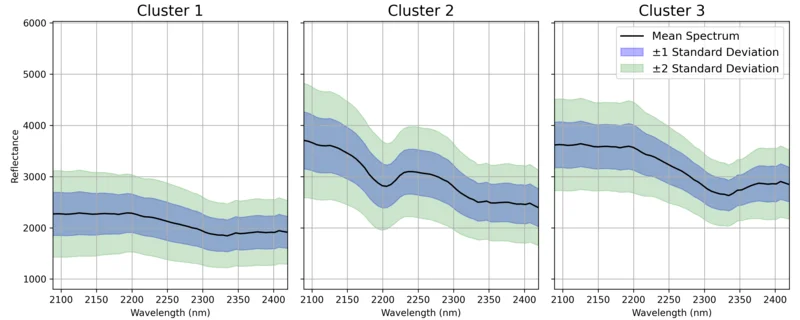 Cluster 1
Cluster 2
Cluster 3
Mean Spectrum
±1 Standard Deviation
±2 Standard Deviation
Reflectance
6000
5000
4000
3000
2000
1000
2100 2150 2200 2250 2300 2350 2400
2100 2150 2200 2250 2300 2350 2400
2100 2150 2200 2250 2300 2350 2400
Wavelength (nm)
Wavelength (nm)
Wavelength (nm)